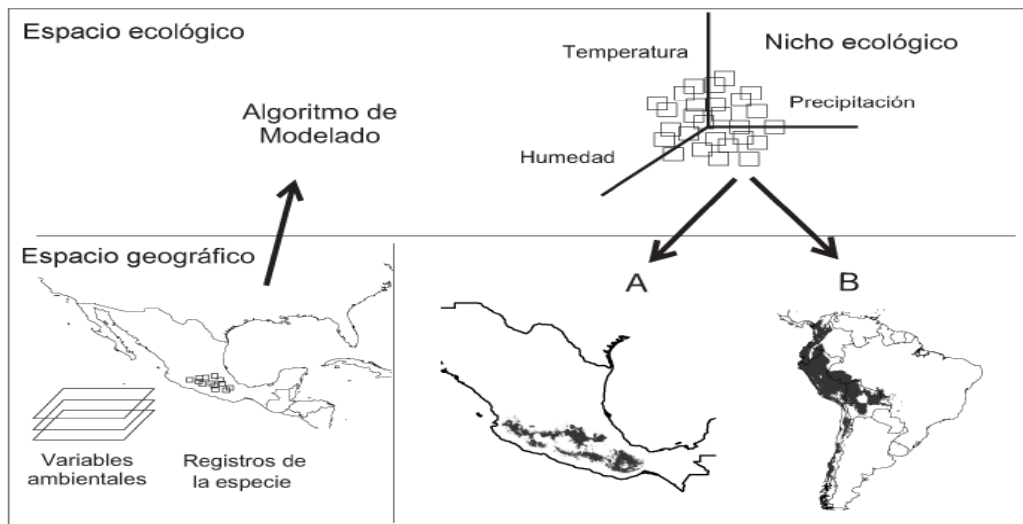 Espacio ecológico
Temperatura
Nicho ecológico
Algoritmo de
Modelado
Precipitación
Humedad
Espacio geográfico
A
B
Variables
ambientales
Registros de
la especie